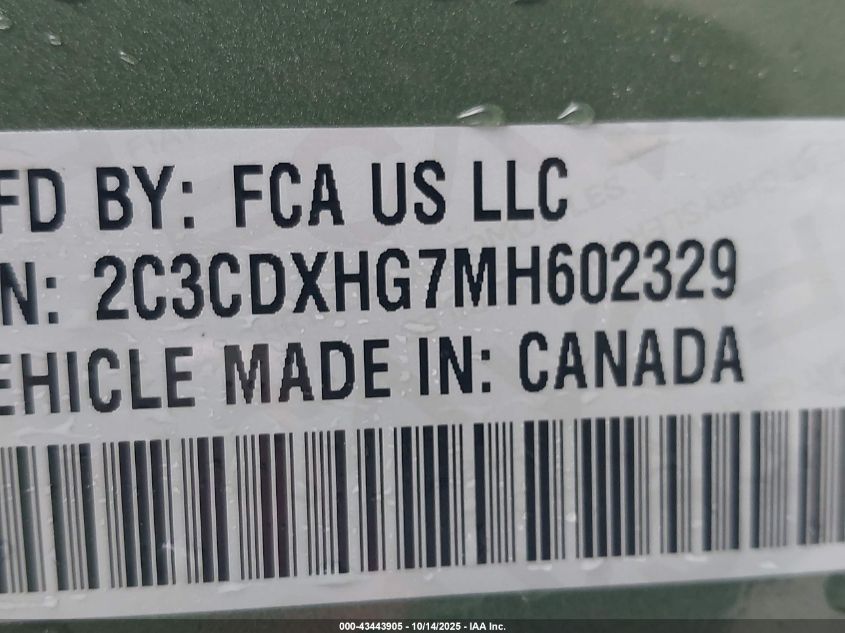 FD BY: FCA US LLC
N: 2C3CDXHG7MH602329
EHICLE MADE IN: CANADA
000-43443905 - 10/14/2025 - IAA Inc.